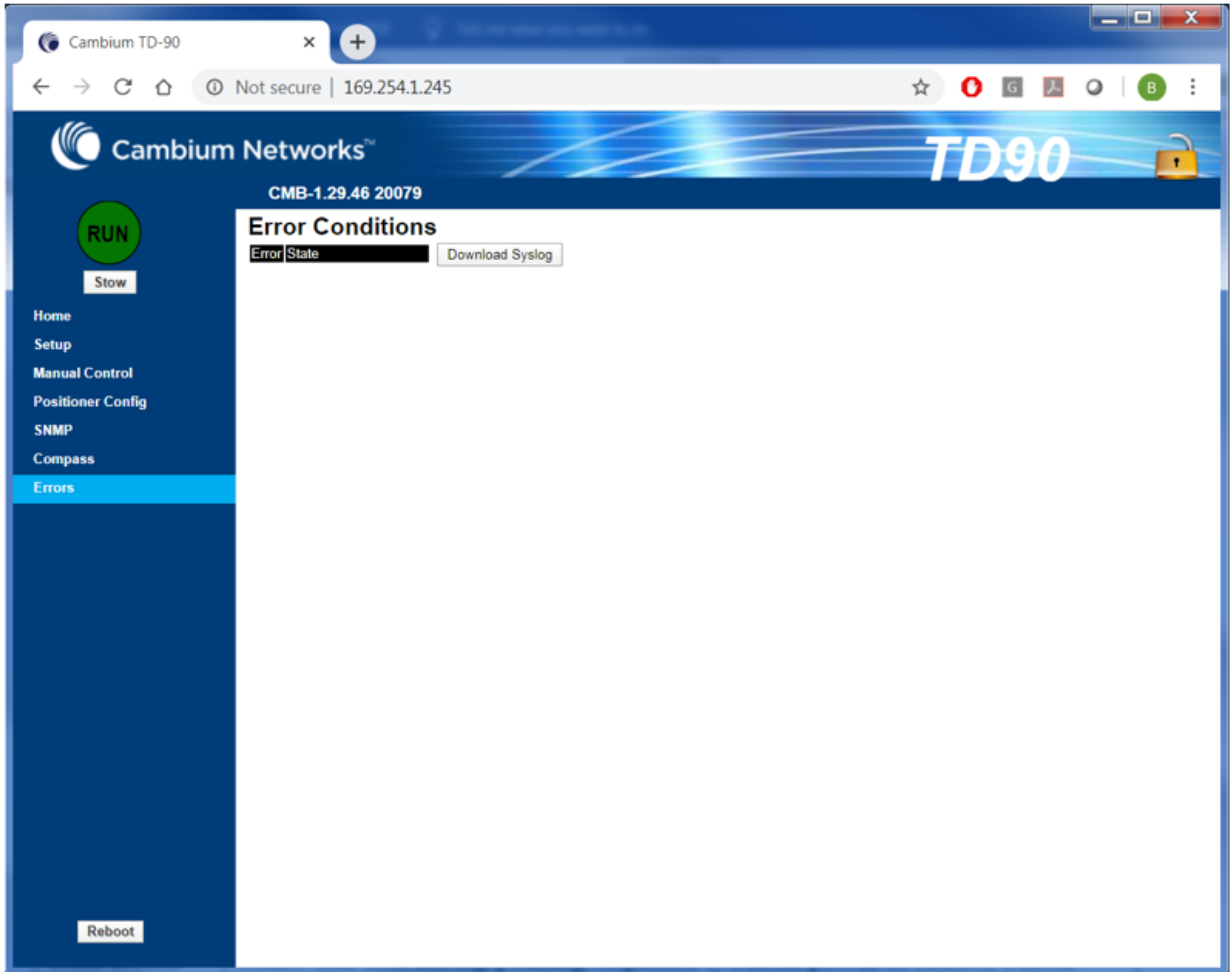 Cambium TD-90
Not secure | 169.254.1.245
G
B
Cambium Networks™
TD90
CMB-1.29.46 20079
RUN
Stow
Home
Setup
Manual Control
Positioner Config
SNMP
Compass
Errors
Reboot
Error Conditions
Error State
Download Syslog